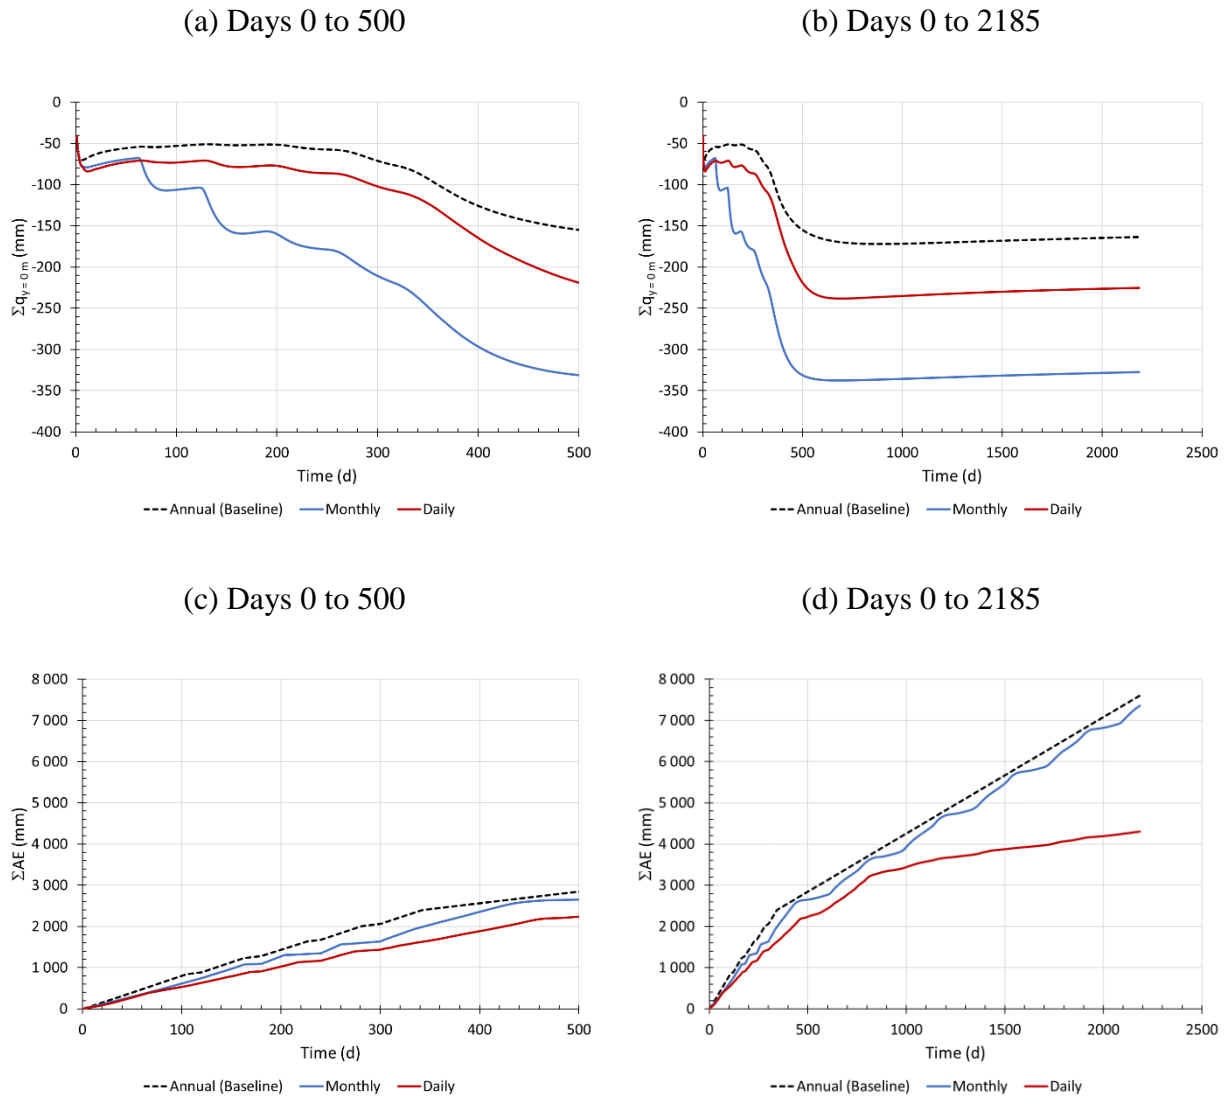 (a) Days 0 to 500
(b) Days 0 to 2185
0
-50
-100
-150
-200
-250
-300
-350
-400
Σq y = 0 m (mm)
0 100 200 300 400 500
Time (d)
Annual (Baseline) Monthly Daily
0
-50
-100
-150
-200
-250
-300
-350
-400
Σq y = 0 m (mm)
0 500 1000 1500 2000 2500
Time (d)
Annual (Baseline) Monthly Daily
(c) Days 0 to 500
(d) Days 0 to 2185
8 000
7 000
6 000
5 000
4 000
3 000
2 000
1 000
0
ΣAE (mm)
0 100 200 300 400 500
Time (d)
Annual (Baseline) Monthly Daily
8 000
7 000
6 000
5 000
4 000
3 000
2 000
1 000
0
ΣAE (mm)
0 500 1000 1500 2000 2500
Time (d)
Annual (Baseline) Monthly Daily